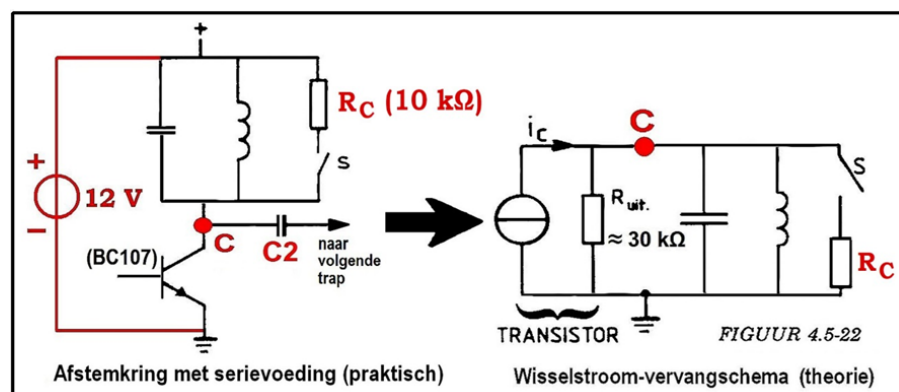 +
R_C (10 kΩ)
S
+
12 V
−
C
C2
naar
volgende
trap
(BC107)
Afstemkring met serievoeding (praktisch)
i_c
C
R_uit.
≈ 30 kΩ
S
R_C
TRANSISTOR
FIGUUR 4.5-22
Wisselstroom-vervangschema (theorie)